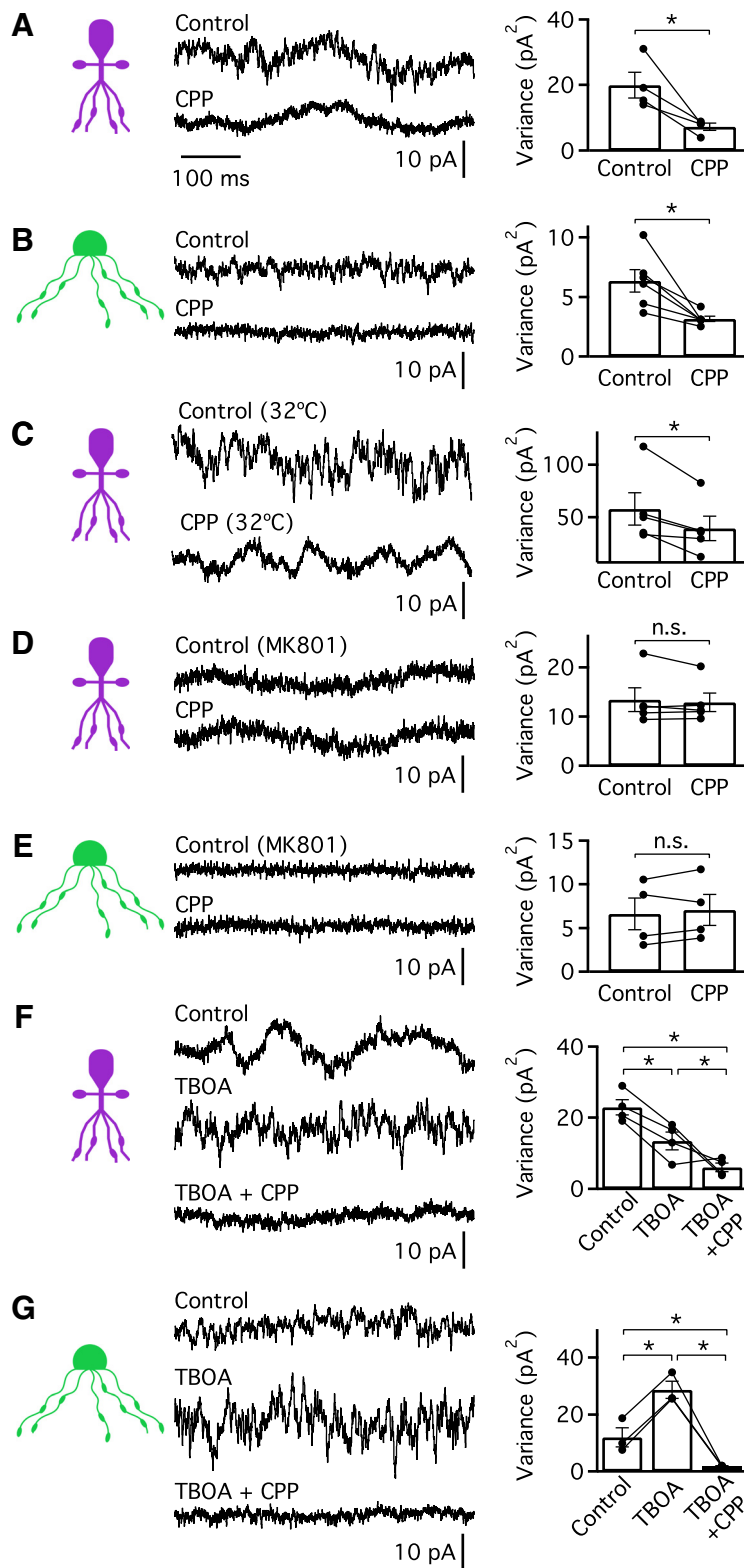 A
Control
CPP
100 ms
10 pA
Variance (pA²)
40
20
0
*
Control CPP
B
Control
CPP
10 pA
Variance (pA²)
10
5
0
*
Control CPP
C
Control (32ºC)
CPP (32ºC)
10 pA
Variance (pA²)
100
50
*
Control CPP
D
Control (MK801)
CPP
10 pA
Variance (pA²)
20
10
0
n.s.
Control CPP
E
Control (MK801)
CPP
10 pA
Variance (pA²)
15
10
5
0
n.s.
Control CPP
F
Control
TBOA
TBOA + CPP
10 pA
Variance (pA²)
40
20
0
*
* *
Control
TBOA
TBOA
+CPP
G
Control
TBOA
TBOA + CPP
10 pA
Variance (pA²)
40
20
0
*
* *
Control
TBOA
TBOA
+CPP